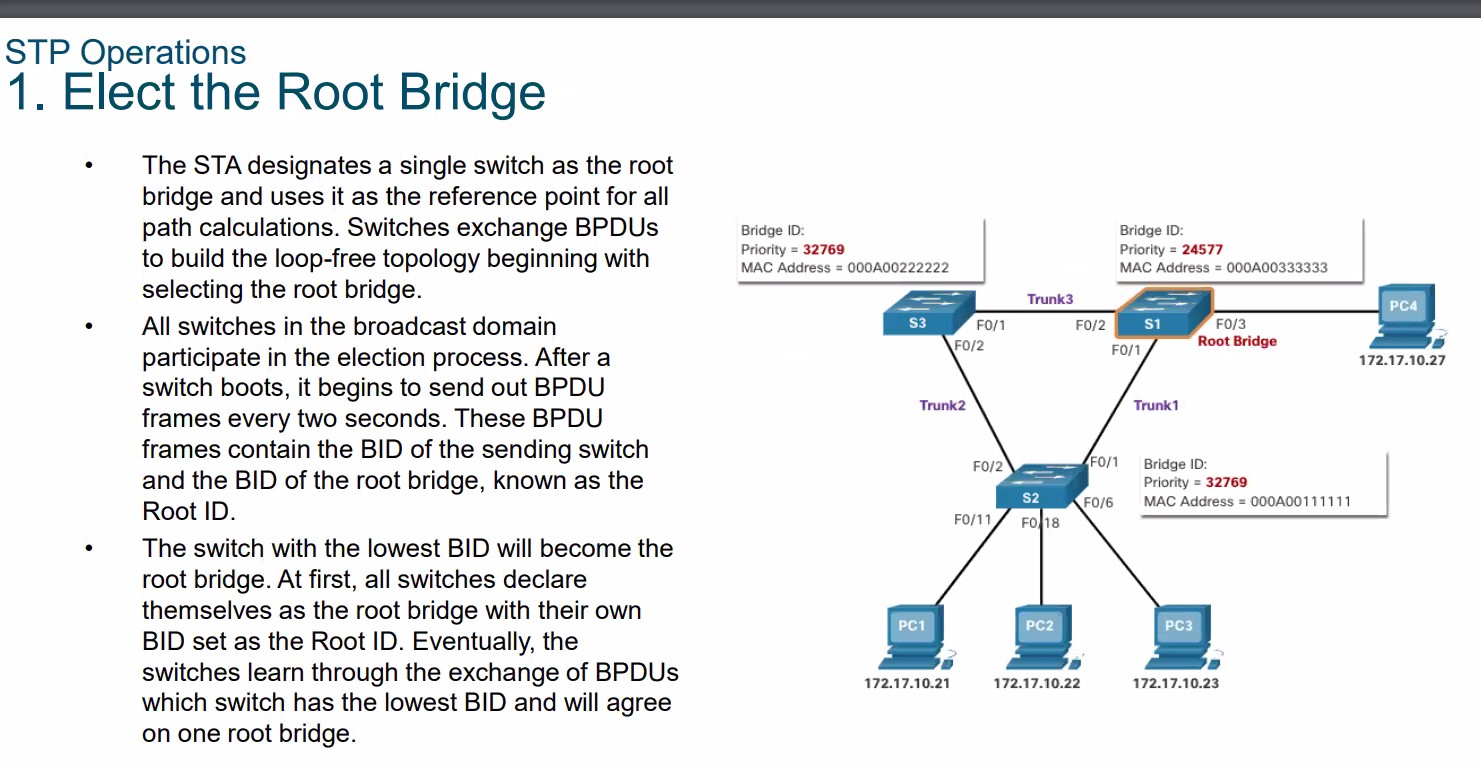 STP Operations
1. Elect the Root Bridge
• The STA designates a single switch as the root
bridge and uses it as the reference point for all
path calculations. Switches exchange BPDUs
to build the loop-free topology beginning with
selecting the root bridge.
• All switches in the broadcast domain
participate in the election process. After a
switch boots, it begins to send out BPDU
frames every two seconds. These BPDU
frames contain the BID of the sending switch
and the BID of the root bridge, known as the
Root ID.
• The switch with the lowest BID will become the
root bridge. At first, all switches declare
themselves as the root bridge with their own
BID set as the Root ID. Eventually, the
switches learn through the exchange of BPDUs
which switch has the lowest BID and will agree
on one root bridge.
Bridge ID:
Priority = 32769
MAC Address = 000A00222222
Bridge ID:
Priority = 24577
MAC Address = 000A00333333
S3
F0/1
F0/2
Trunk3
F0/2
S1
F0/3
Root Bridge
F0/1
PC4
172.17.10.27
Trunk2
Trunk1
F0/2
F0/1
S2
F0/6
F0/11
F0/18
Bridge ID:
Priority = 32769
MAC Address = 000A00111111
PC1
PC2
PC3
172.17.10.21
172.17.10.22
172.17.10.23